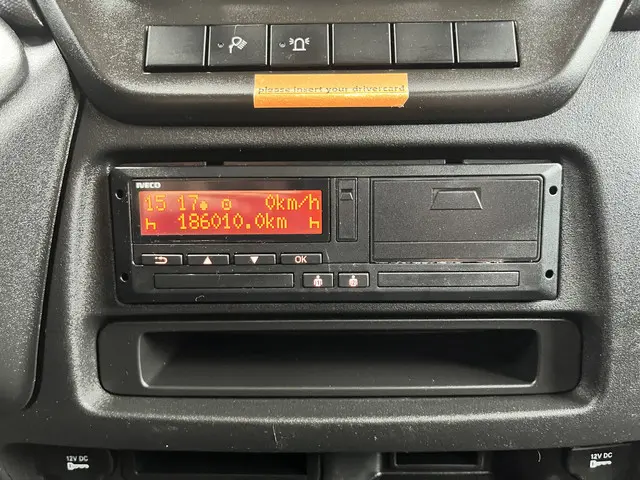 please insert your drivercard
IVECO
15 17 0km/h
186010.0km
OK
12V DC
12V DC